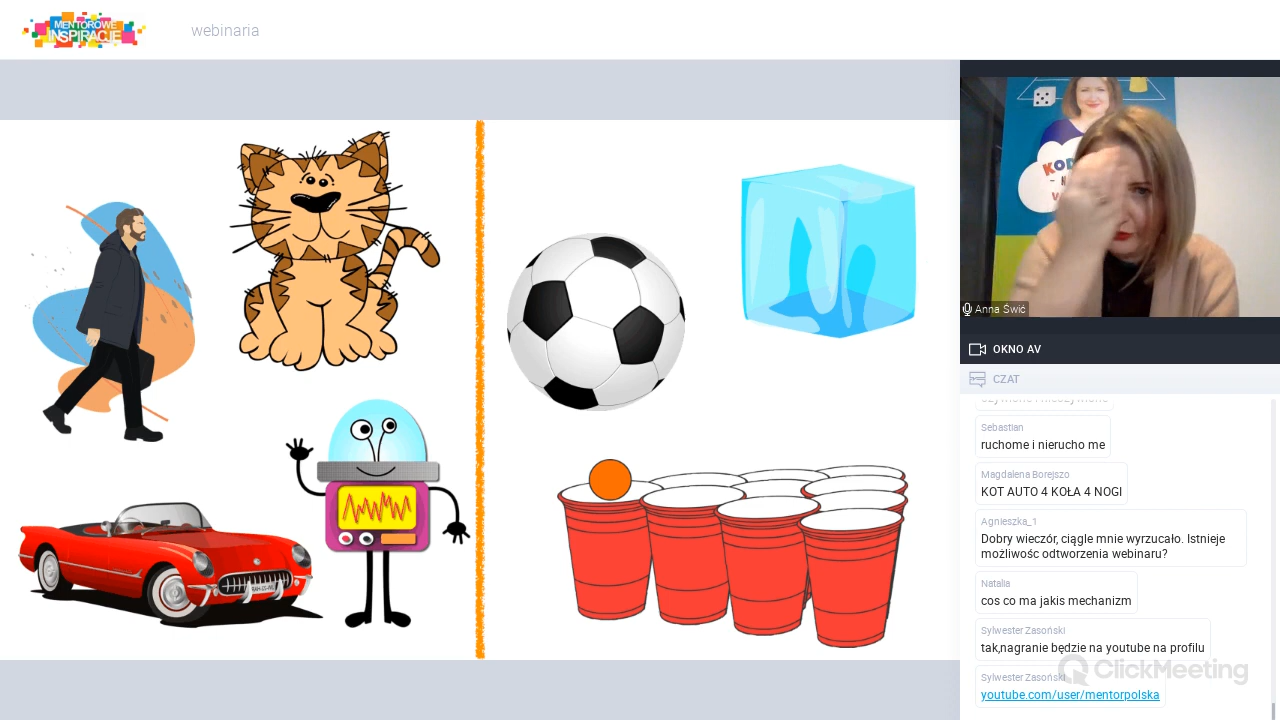 MENTOROWE
INSPIRACJE
webinaria
KOD
Anna Świć
OKNO AV
CZAT
Sebastian
ruchome i nierucho me
Magdalena Borejszo
KOT AUTO 4 KOŁA 4 NOGI
Agnieszka_1
Dobry wieczór, ciągle mnie wyrzucało. Istnieje
możliwośc odtworzenia webinaru?
Natalia
cos co ma jakis mechanizm
Sylwester Zasoński
tak,nagranie będzie na youtube na profilu
ClickMeeting
Sylwester Zasoński
youtube.com/user/mentorpolska